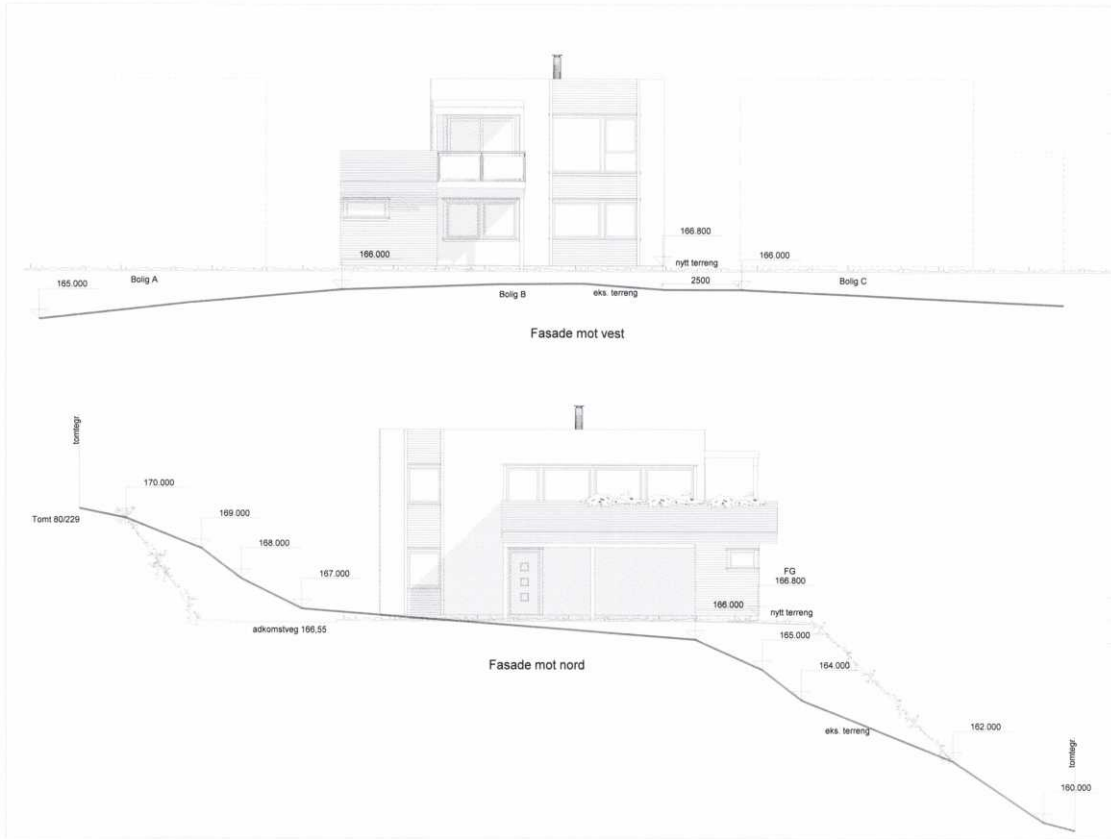 166.800
166.000
nytt terreng
166.000
165.000
Bolig A
Bolig B
eks. terreng
2500
Bolig C
Fasade mot vest
tomtegr.
170.000
Tomt 80/229
169.000
168.000
167.000
FG
166.800
166.000
nytt terreng
adkomstveg 166,55
165.000
Fasade mot nord
164.000
eks. terreng
162.000
tomtegr.
160.000